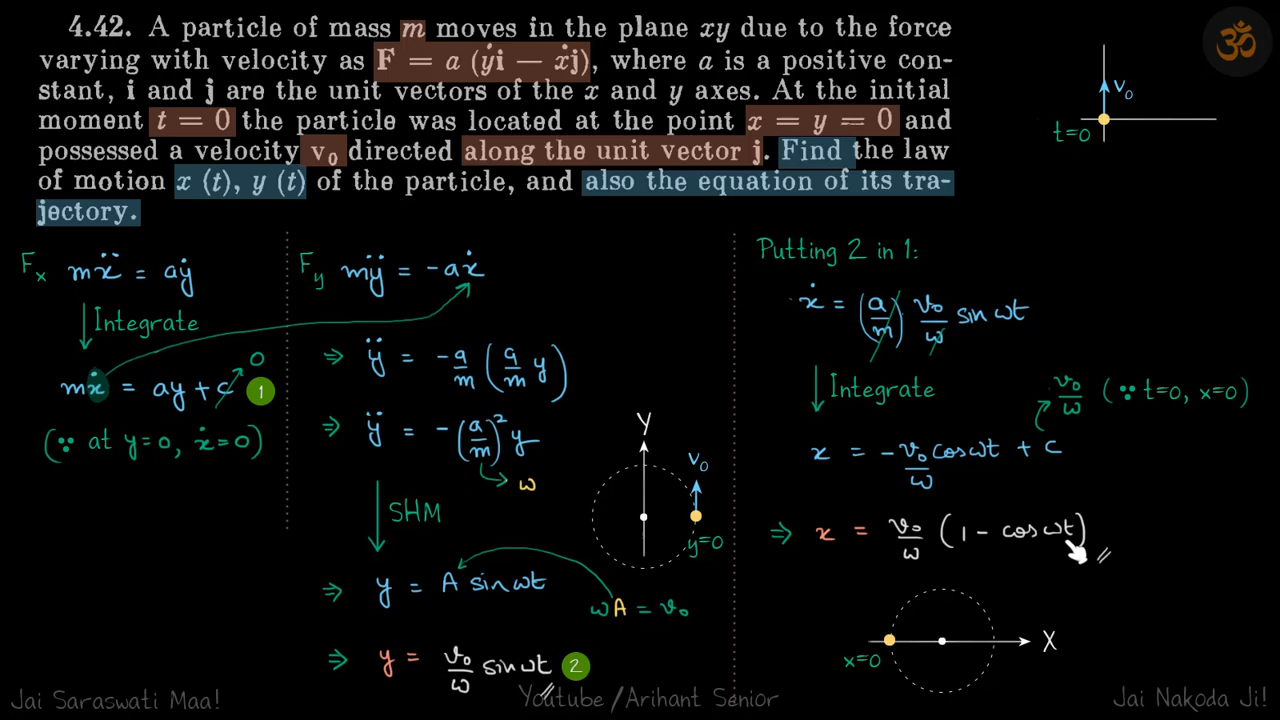 4.42. A particle of mass m moves in the plane xy due to the force
varying with velocity as F = a (ẏi − ẋj), where a is a positive con-
stant, i and j are the unit vectors of the x and y axes. At the initial
moment t = 0 the particle was located at the point x = y = 0 and
possessed a velocity v₀ directed along the unit vector j. Find the law
of motion x (t), y (t) of the particle, and also the equation of its tra-
jectory.
ॐ
v₀
t=0
Fₓ mẍ = aẏ
Integrate
mẋ = ay + c 0 1
(∵ at y=0, ẋ=0)
Fᵧ mÿ = -aẋ
⇒ ÿ = -a/m (a/m y)
⇒ ÿ = -(a/m)² y
ω
SHM
⇒ y = A sin ωt
ωA = v₀
⇒ y = v₀/ω sin ωt 2
Y
v₀
y=0
Putting 2 in 1:
ẋ = (a/m) v₀/ω sin ωt
Integrate
v₀/ω (∵ t=0, x=0)
x = -v₀/ω cos ωt + c
⇒ x = v₀/ω (1 - cos ωt)
X
x=0
Jai Saraswati Maa!
Youtube / Arihant Senior
Jai Nakoda Ji!